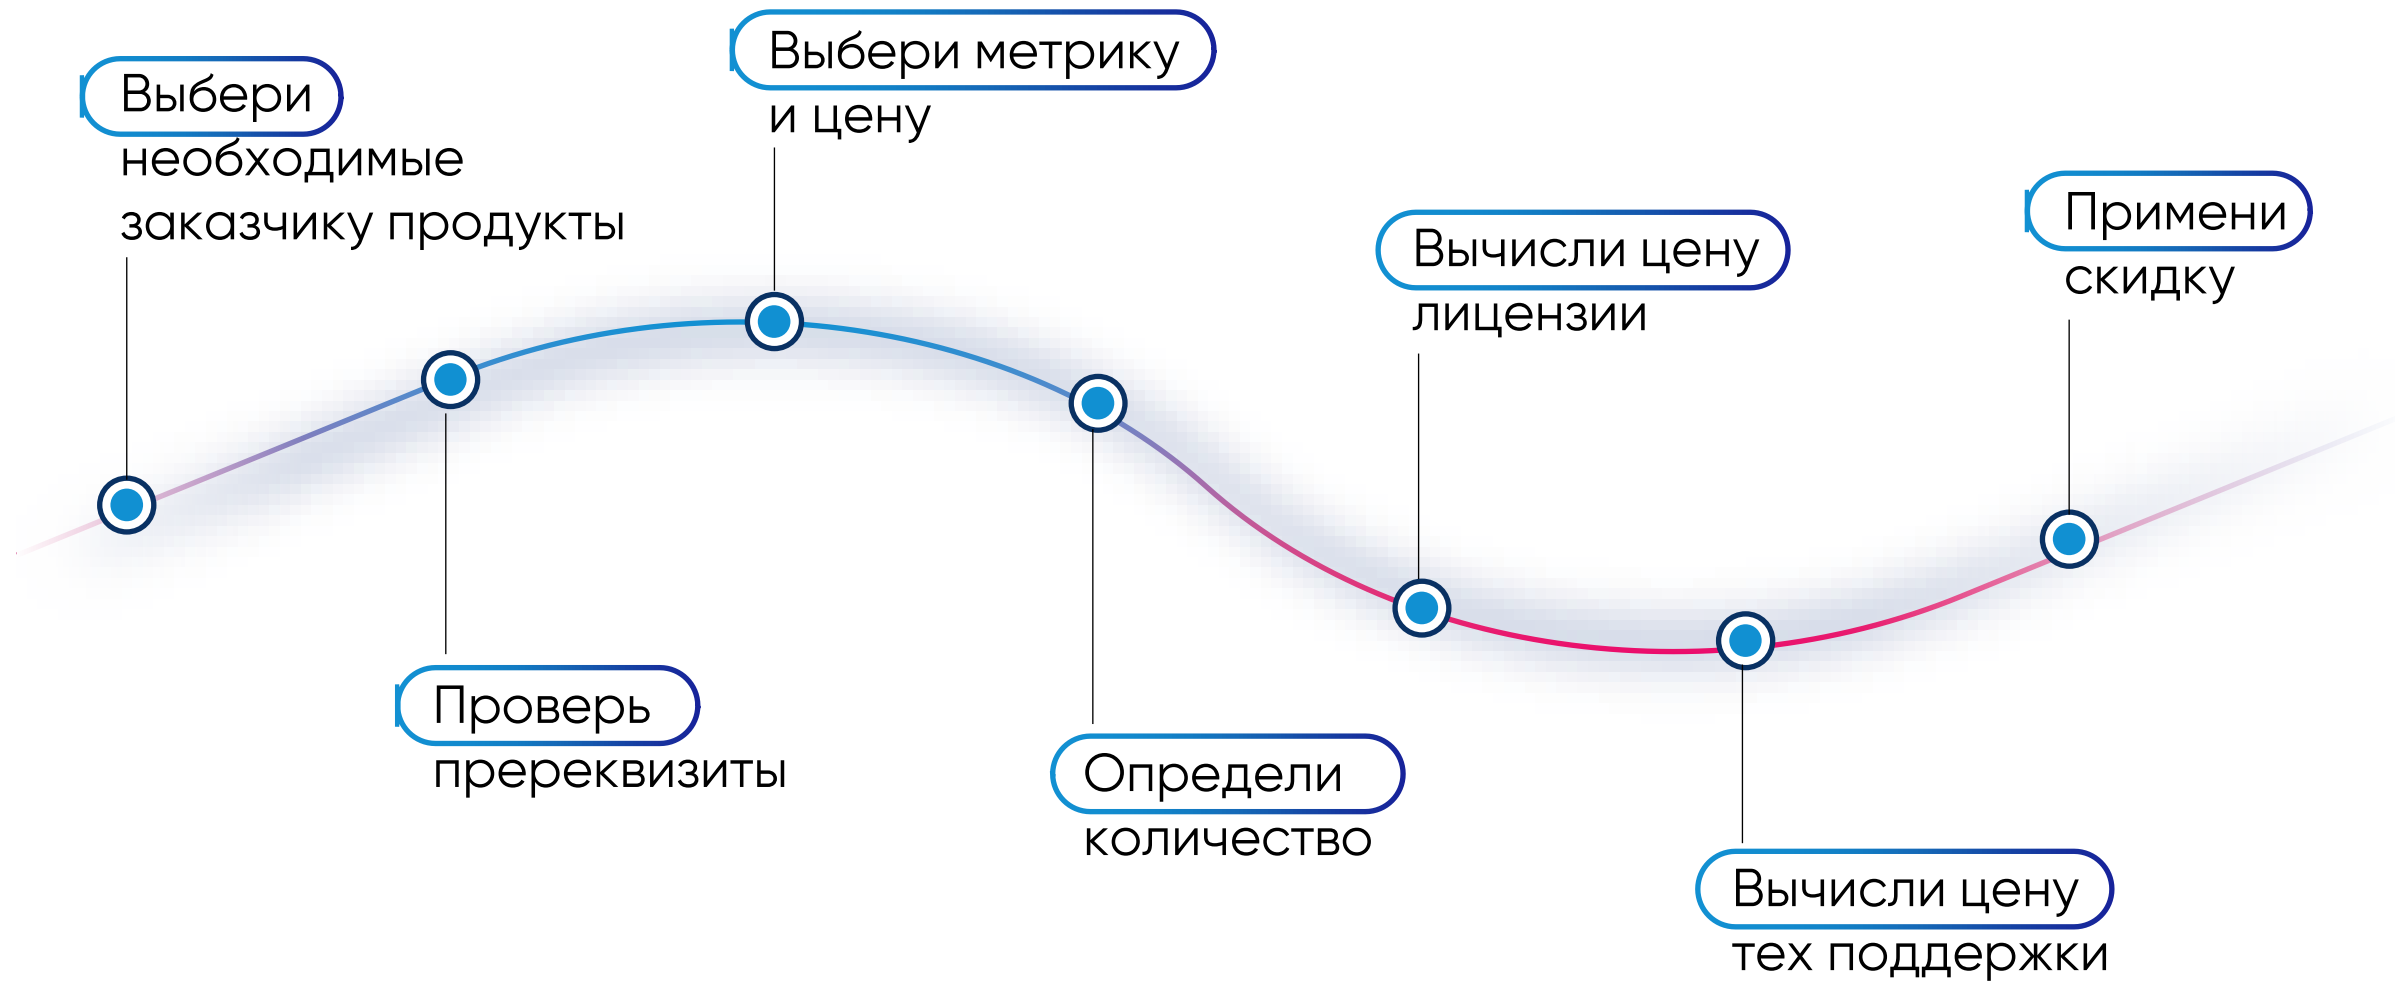 Выбери
необходимые
заказчику продукты
Проверь
пререквизиты
Выбери метрику
и цену
Определи
количество
Вычисли цену
лицензии
Вычисли цену
тех поддержки
Примени
скидку